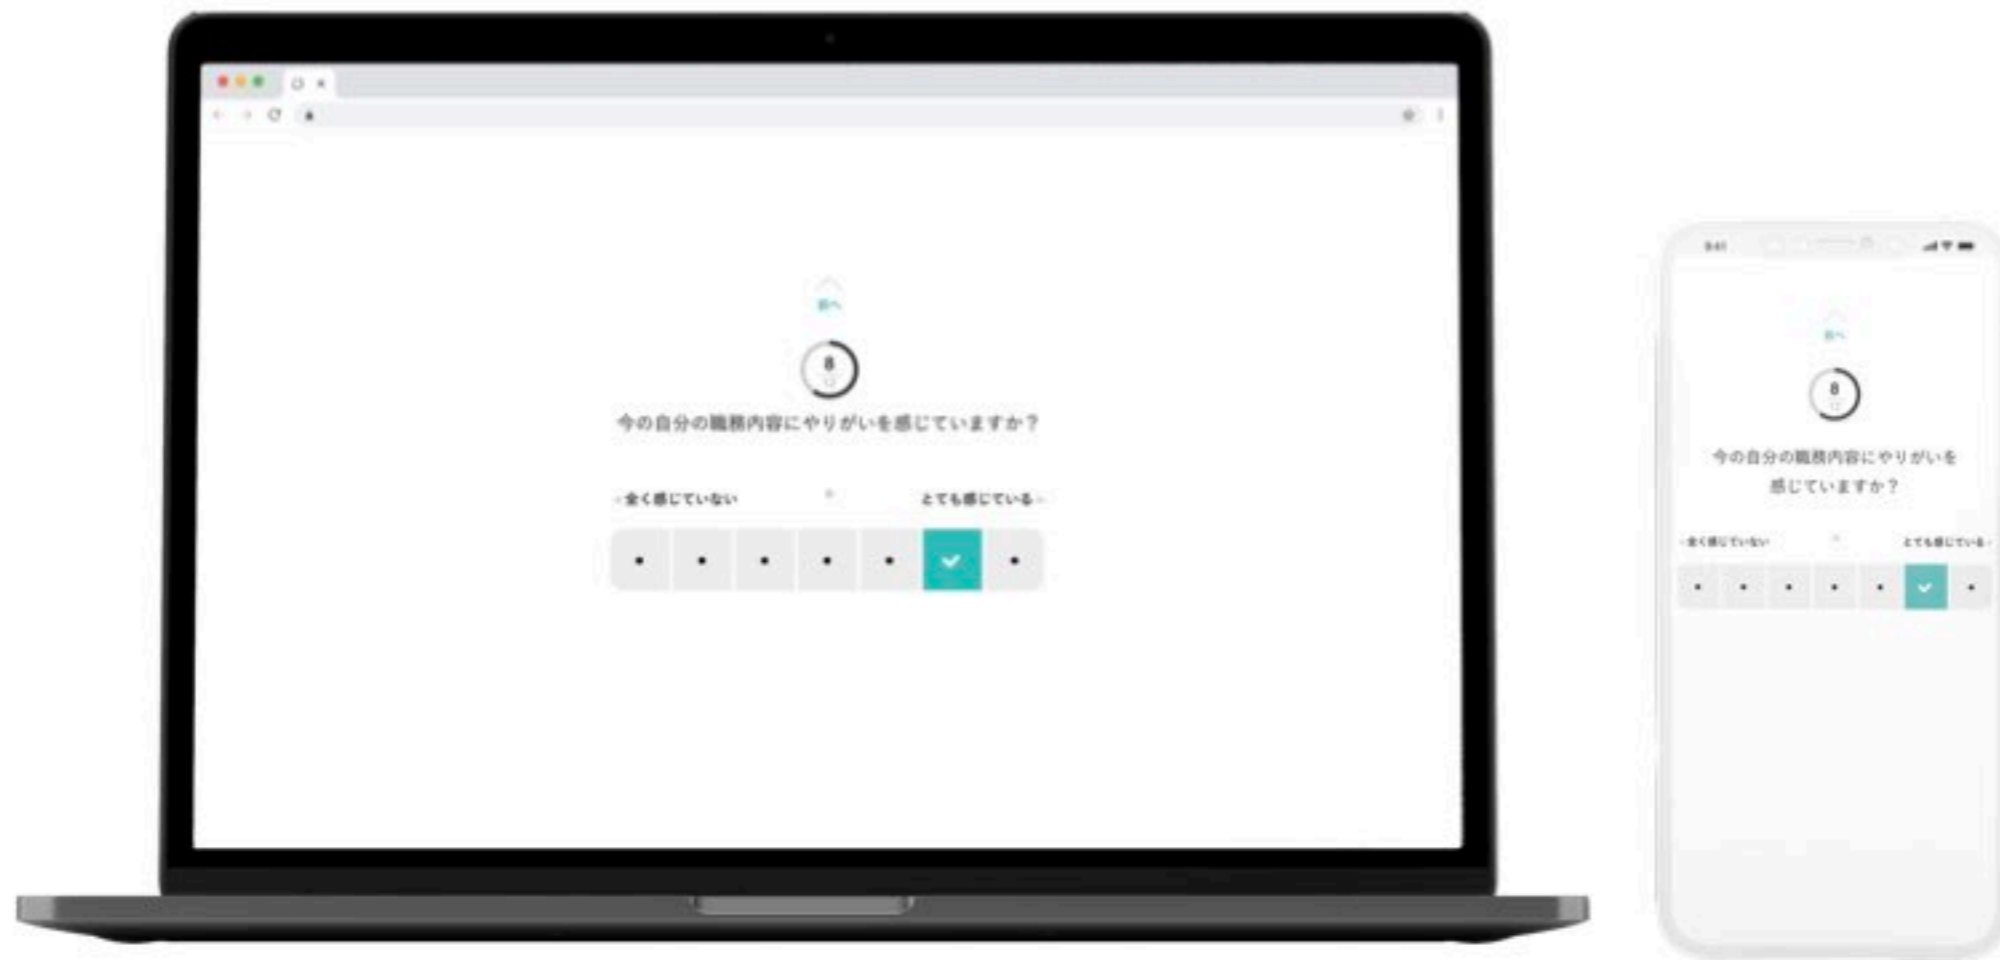 前へ
8
今の自分の職務内容にやりがいを感じていますか？
全く感じていない
とても感じている
9:41
前へ
8
今の自分の職務内容にやりがいを
感じていますか？
全く感じていない
とても感じている